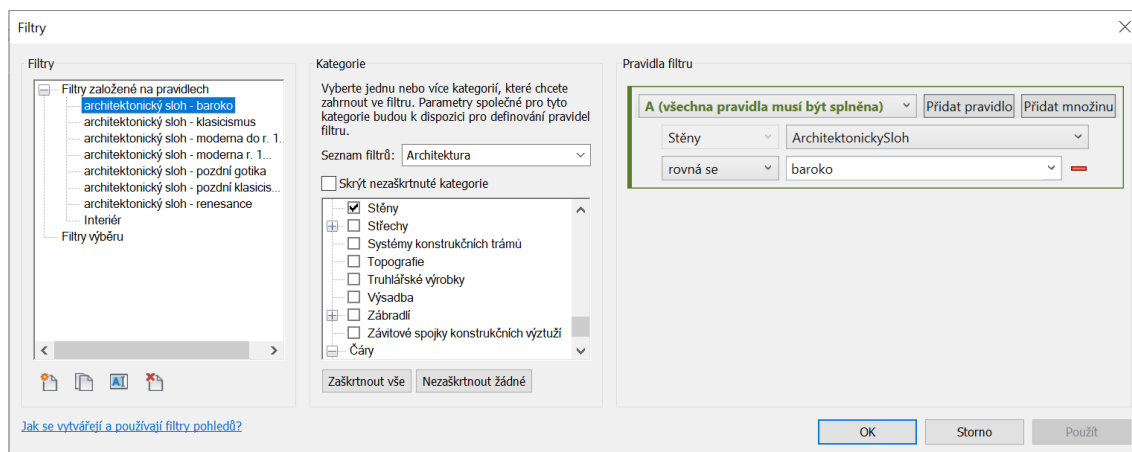 Filtry
Filtry
Filtry založené na pravidlech
architektonický sloh - baroko
architektonický sloh - klasicismus
architektonický sloh - moderna do r. 1..
architektonický sloh - moderna r. 1...
architektonický sloh - pozdní gotika
architektonický sloh - pozdní klasicis...
architektonický sloh - renesance
Interiér
Filtry výběru
Jak se vytvářejí a používají filtry pohledů?
Kategorie
Vyberte jednu nebo více kategorií, které chcete
zahrnout ve filtru. Parametry společné pro tyto
kategorie budou k dispozici pro definování pravidel
filtru.
Seznam filtrů: Architektura
Skrýt nezaškrtnuté kategorie
Stěny
Střechy
Systémy konstrukčních trámů
Topografie
Truhlářské výrobky
Výsadba
Zábradlí
Závitové spojky konstrukčních výztuží
Čáry
Zaškrtnout vše Nezaškrtnout žádné
Pravidla filtru
A (všechna pravidla musí být splněna) Přidat pravidlo Přidat množinu
Stěny ArchitektonickySloh
rovná se baroko
OK Storno Použít